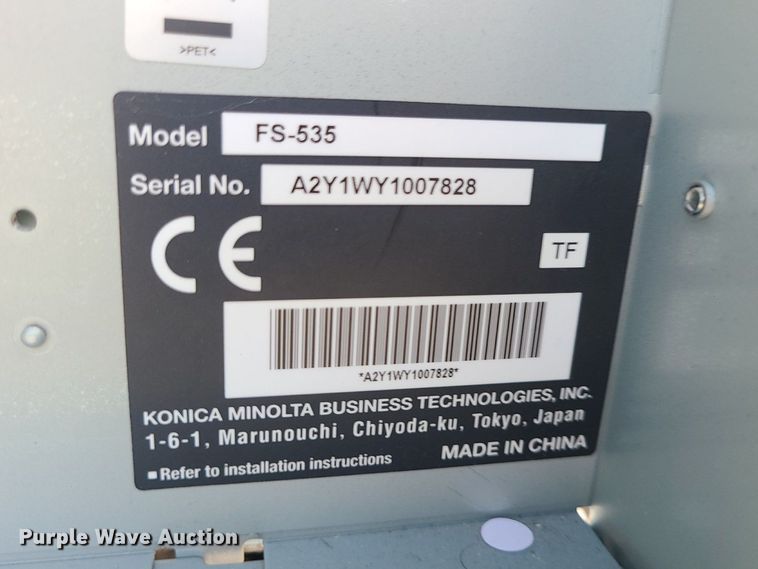 >PET<
Model FS-535
Serial No. A2Y1WY1007828
CE
TF
*A2Y1WY1007828*
KONICA MINOLTA BUSINESS TECHNOLOGIES, INC.
1-6-1, Marunouchi, Chiyoda-ku, Tokyo, Japan
▪Refer to installation instructions MADE IN CHINA
Purple Wave Auction